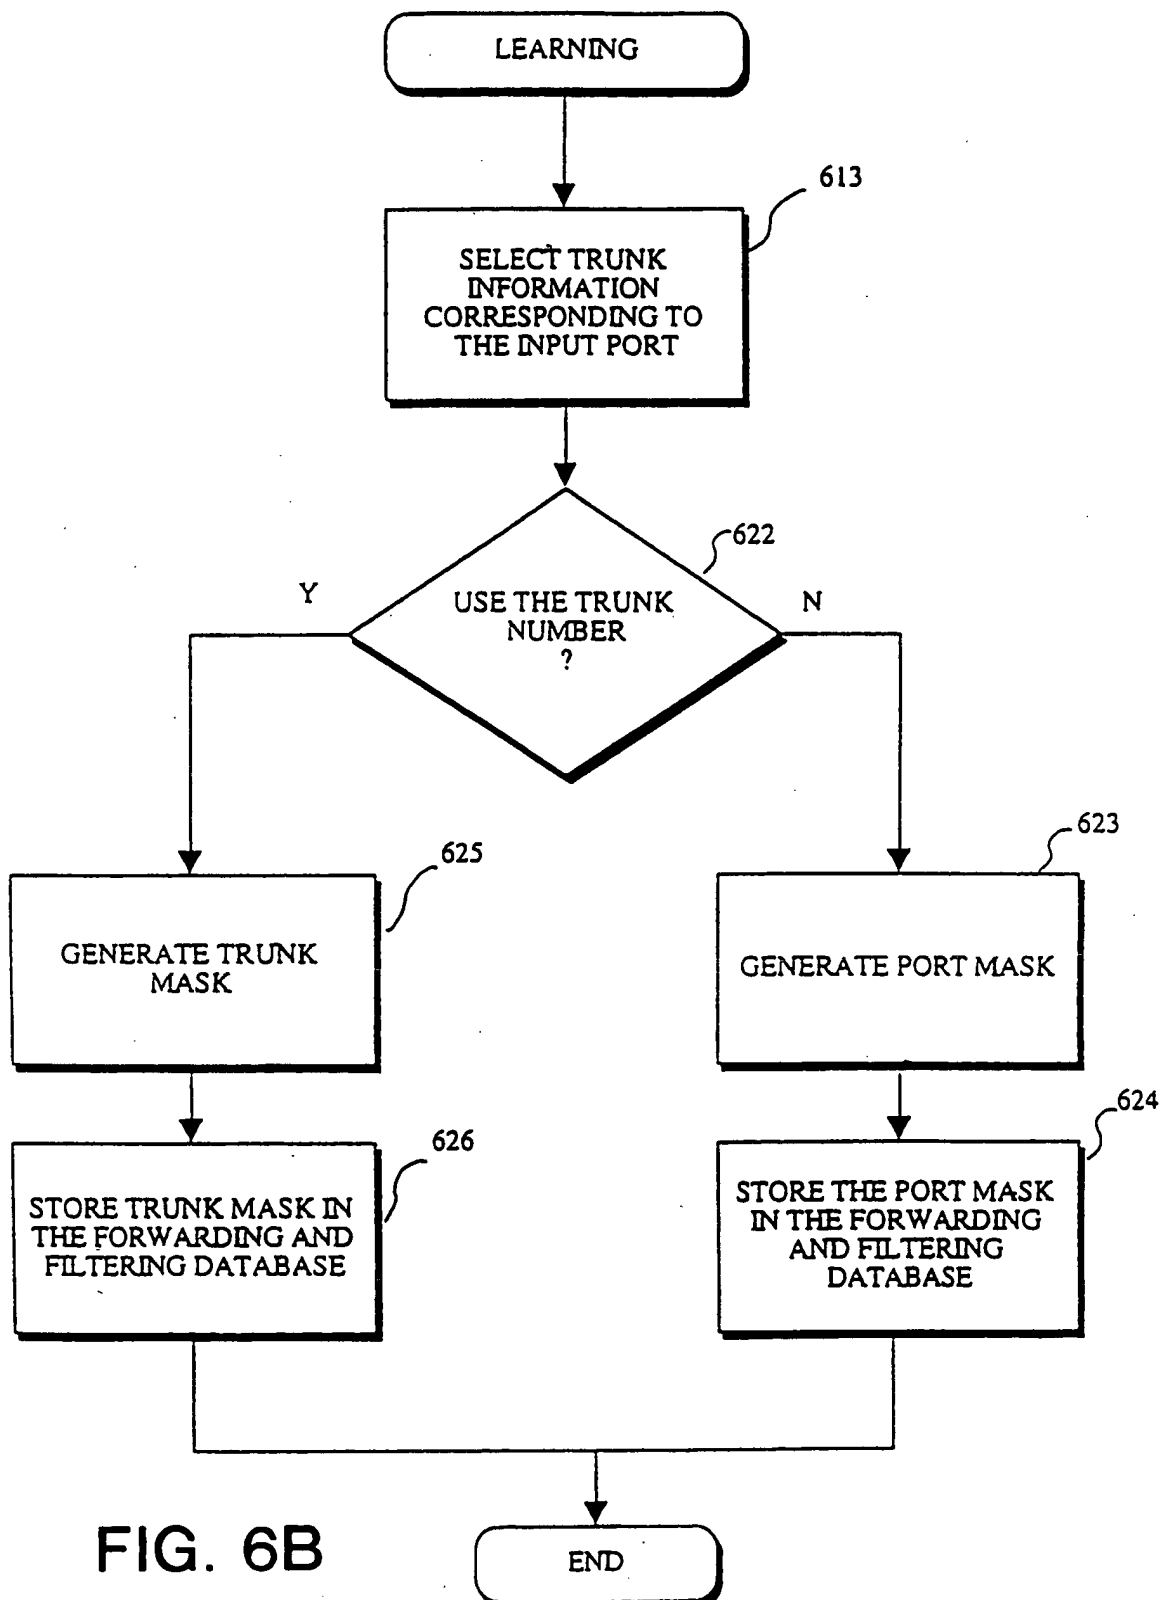 LEARNING
613
SELECT TRUNK
INFORMATION
CORRESPONDING TO
THE INPUT PORT
622
Y
USE THE TRUNK
NUMBER
?
N
625
GENERATE TRUNK
MASK
623
GENERATE PORT MASK
626
STORE TRUNK MASK IN
THE FORWARDING AND
FILTERING DATABASE
624
STORE THE PORT MASK
IN THE FORWARDING
AND FILTERING
DATABASE
FIG. 6B
END